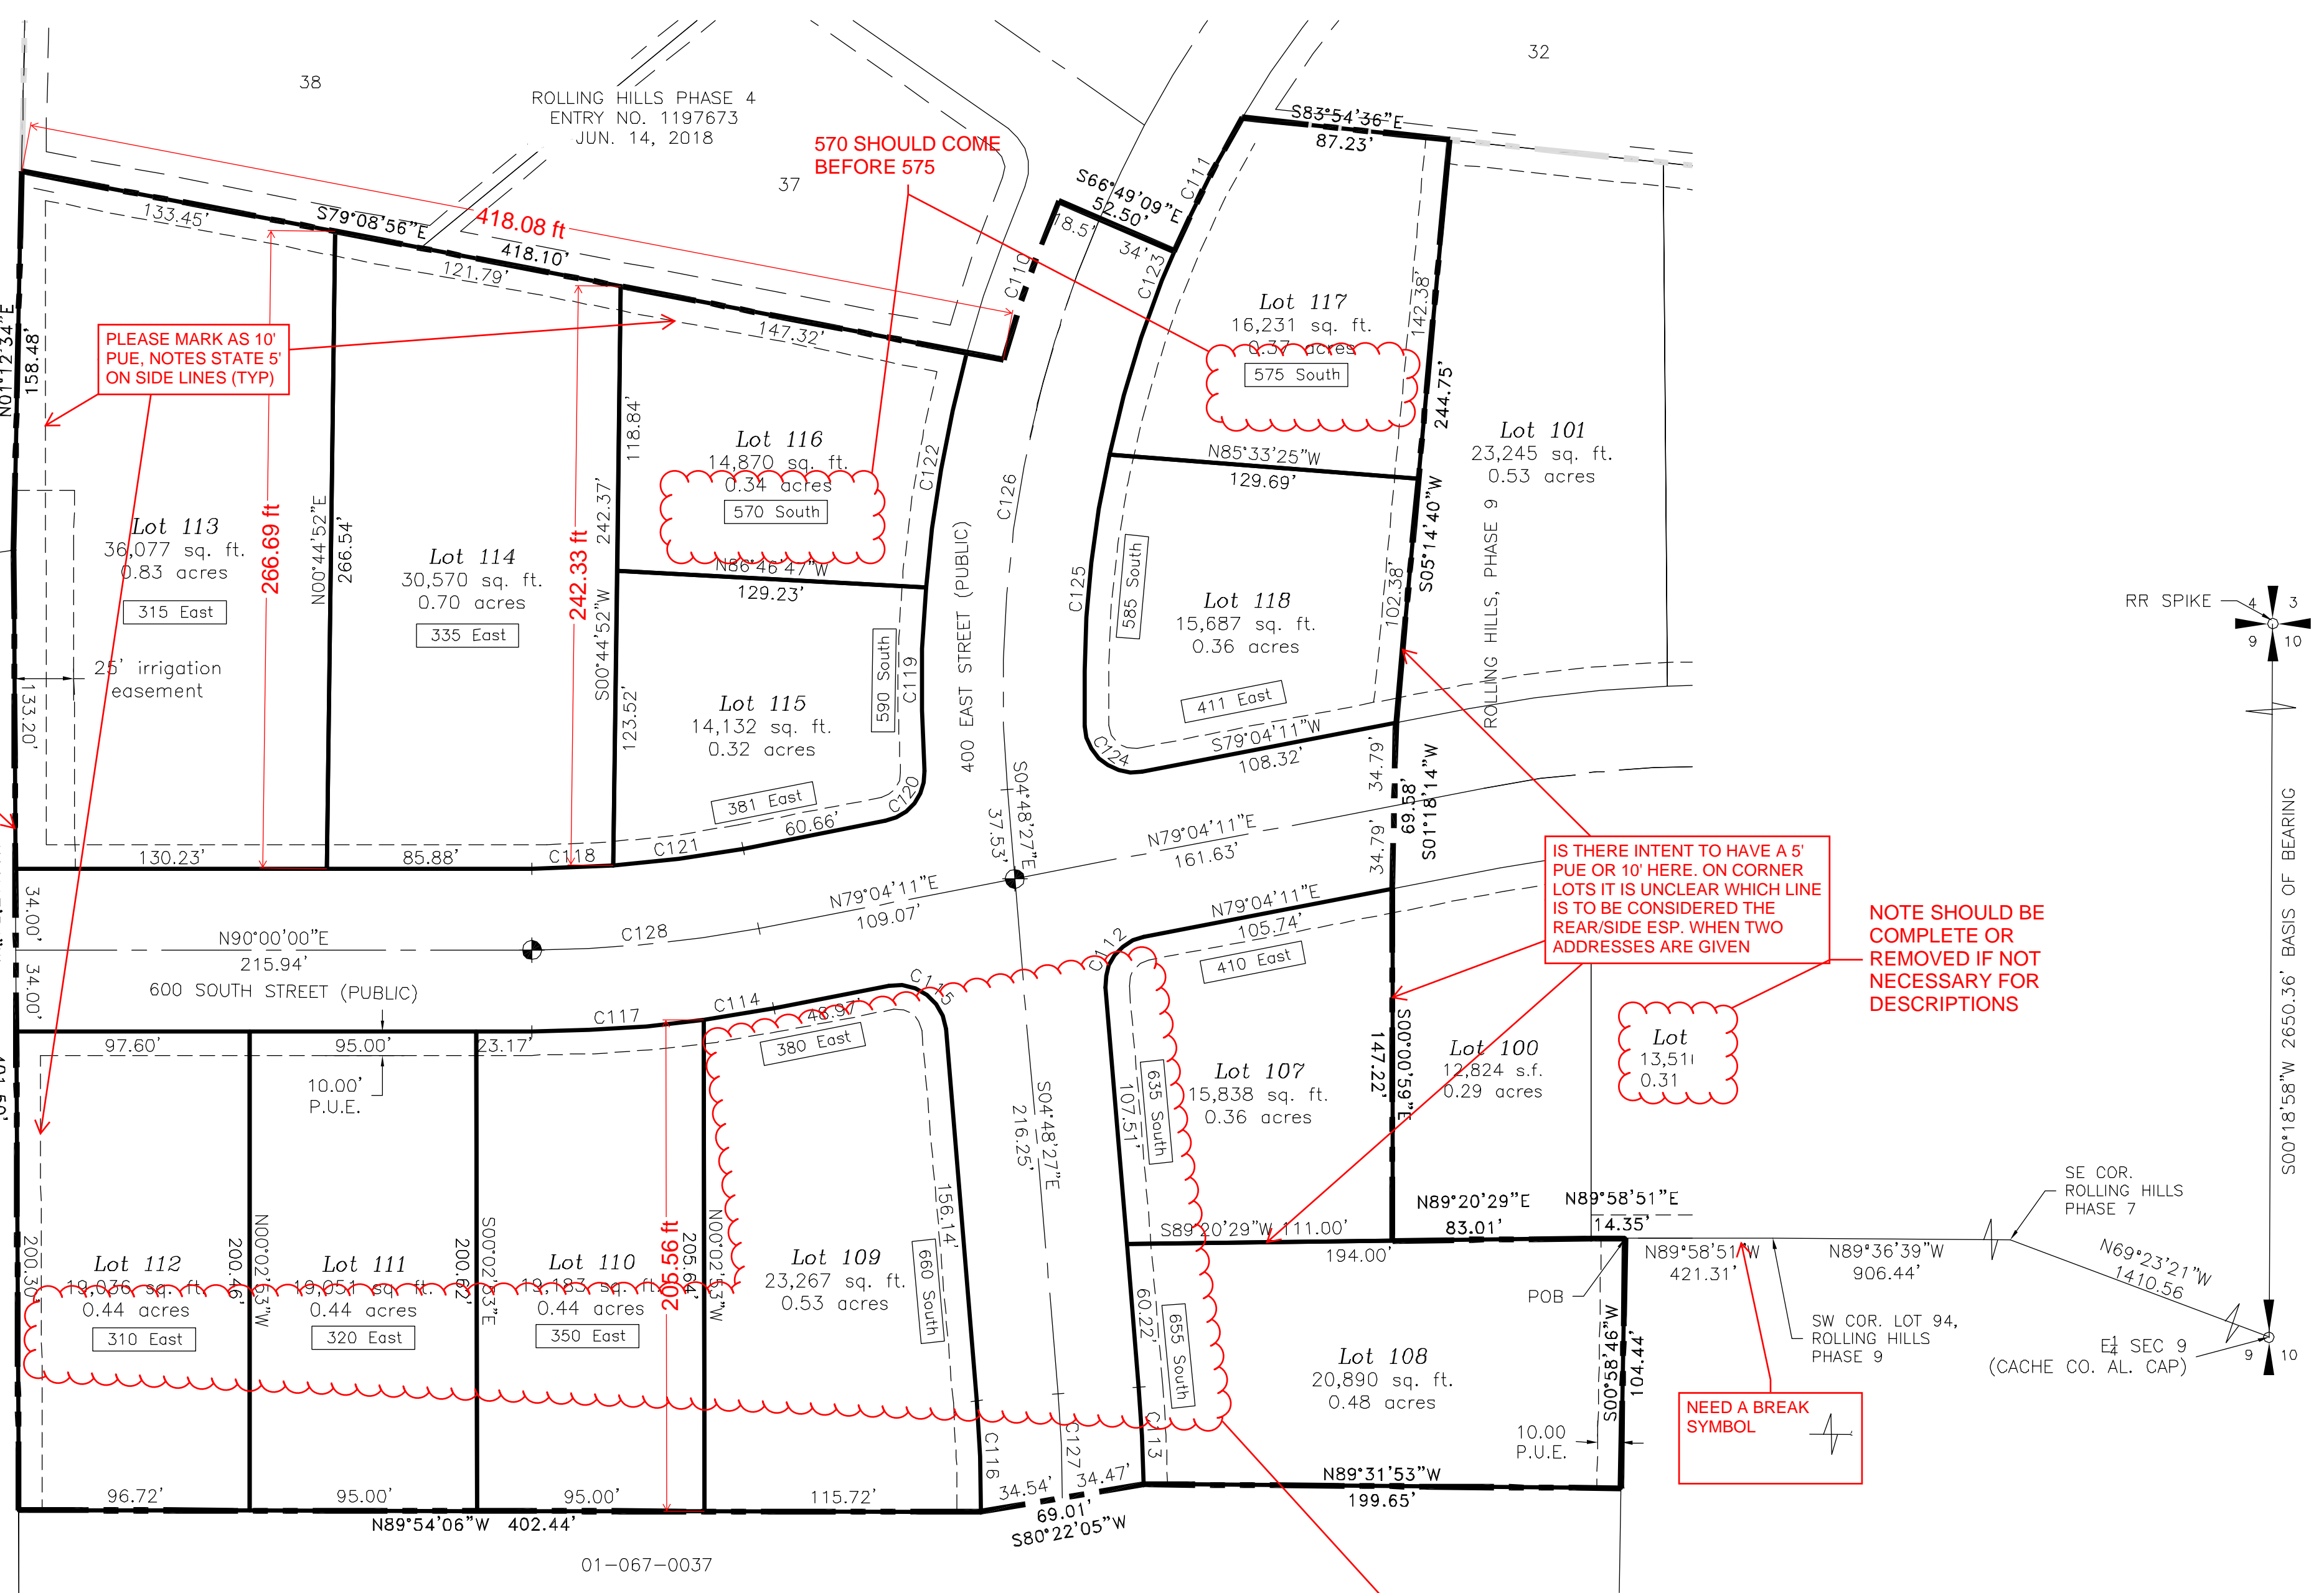 38
ROLLING HILLS PHASE 4
ENTRY NO. 1197673
JUN. 14, 2018
37
32
570 SHOULD COME
BEFORE 575
S83°54'36"E
87.23'
S66°49'09"E
52.50'
18.5'
34'
C111
C110
C123
133.45'
S79°08'56"E
418.08 ft
418.10'
121.79'
147.32'
N01°12'34"E
158.48'
PLEASE MARK AS 10'
PUE, NOTES STATE 5'
ON SIDE LINES (TYP)
Lot 117
16,231 sq. ft.
0.37 acres
575 South
142.38'
244.75'
S05°14'40"W
N85°33'25"W
129.69'
Lot 101
23,245 sq. ft.
0.53 acres
ROLLING HILLS, PHASE 9
Lot 116
14,870 sq. ft.
0.34 acres
570 South
118.84'
242.37'
242.33 ft
S00°44'52"W
123.52'
N86°46'47"W
129.23'
C122
C126
C125
C119
400 EAST STREET (PUBLIC)
Lot 113
36,077 sq. ft.
0.83 acres
315 East
25' irrigation
easement
133.20'
266.69 ft
N00°44'52"E
266.54'
Lot 114
30,570 sq. ft.
0.70 acres
335 East
Lot 115
14,132 sq. ft.
0.32 acres
590 South
381 East
60.66'
C120
Lot 118
15,687 sq. ft.
0.36 acres
585 South
411 East
102.38'
S79°04'11"W
108.32'
C124
34.79'
34.79'
69.58'
S01°18'14"W
RR SPIKE
4
3
9
10
S00°18'58"W 2650.36' BASIS OF BEARING
130.23'
85.88'
C118
C121
S04°48'27"E
37.53'
N79°04'11"E
161.63'
N79°04'11"E
109.07'
C128
34.00'
34.00'
N90°00'00"E
215.94'
600 SOUTH STREET (PUBLIC)
IS THERE INTENT TO HAVE A 5'
PUE OR 10' HERE. ON CORNER
LOTS IT IS UNCLEAR WHICH LINE
IS TO BE CONSIDERED THE
REAR/SIDE ESP. WHEN TWO
ADDRESSES ARE GIVEN
NOTE SHOULD BE
COMPLETE OR
REMOVED IF NOT
NECESSARY FOR
DESCRIPTIONS
N79°04'11"E
105.74'
410 East
C112
C115
C114
C117
48.97'
380 East
97.60'
95.00'
23.17'
10.00'
P.U.E.
Lot 107
15,838 sq. ft.
0.36 acres
635 South
107.51'
147.22'
S00°00'59"E
Lot 100
12,824 s.f.
0.29 acres
Lot
13,51
0.31
S04°48'27"E
216.25'
156.14'
660 South
Lot 112
19,036 sq. ft.
0.44 acres
310 East
200.30'
200.46'
N00°02'53"W
Lot 111
19,051 sq. ft.
0.44 acres
320 East
200.62'
S00°02'53"E
Lot 110
19,183 sq. ft.
0.44 acres
350 East
205.56 ft
205.64'
N00°02'53"W
Lot 109
23,267 sq. ft.
0.53 acres
S89°20'29"W 111.00'
194.00'
N89°20'29"E
83.01'
N89°58'51"E
14.35'
N89°58'51"W
421.31'
N89°36'39"W
906.44'
N69°23'21"W
1410.56
SE COR.
ROLLING HILLS
PHASE 7
POB
SW COR. LOT 94,
ROLLING HILLS
PHASE 9
E¼ SEC 9
(CACHE CO. AL. CAP)
9
10
60.22'
655 South
Lot 108
20,890 sq. ft.
0.48 acres
S00°58'46"W
104.44'
10.00
P.U.E.
NEED A BREAK
SYMBOL
C116
C127
C113
96.72'
95.00'
95.00'
115.72'
34.54'
34.47'
69.01'
S80°22'05"W
N89°31'53"W
199.65'
N89°54'06"W 402.44'
01-067-0037